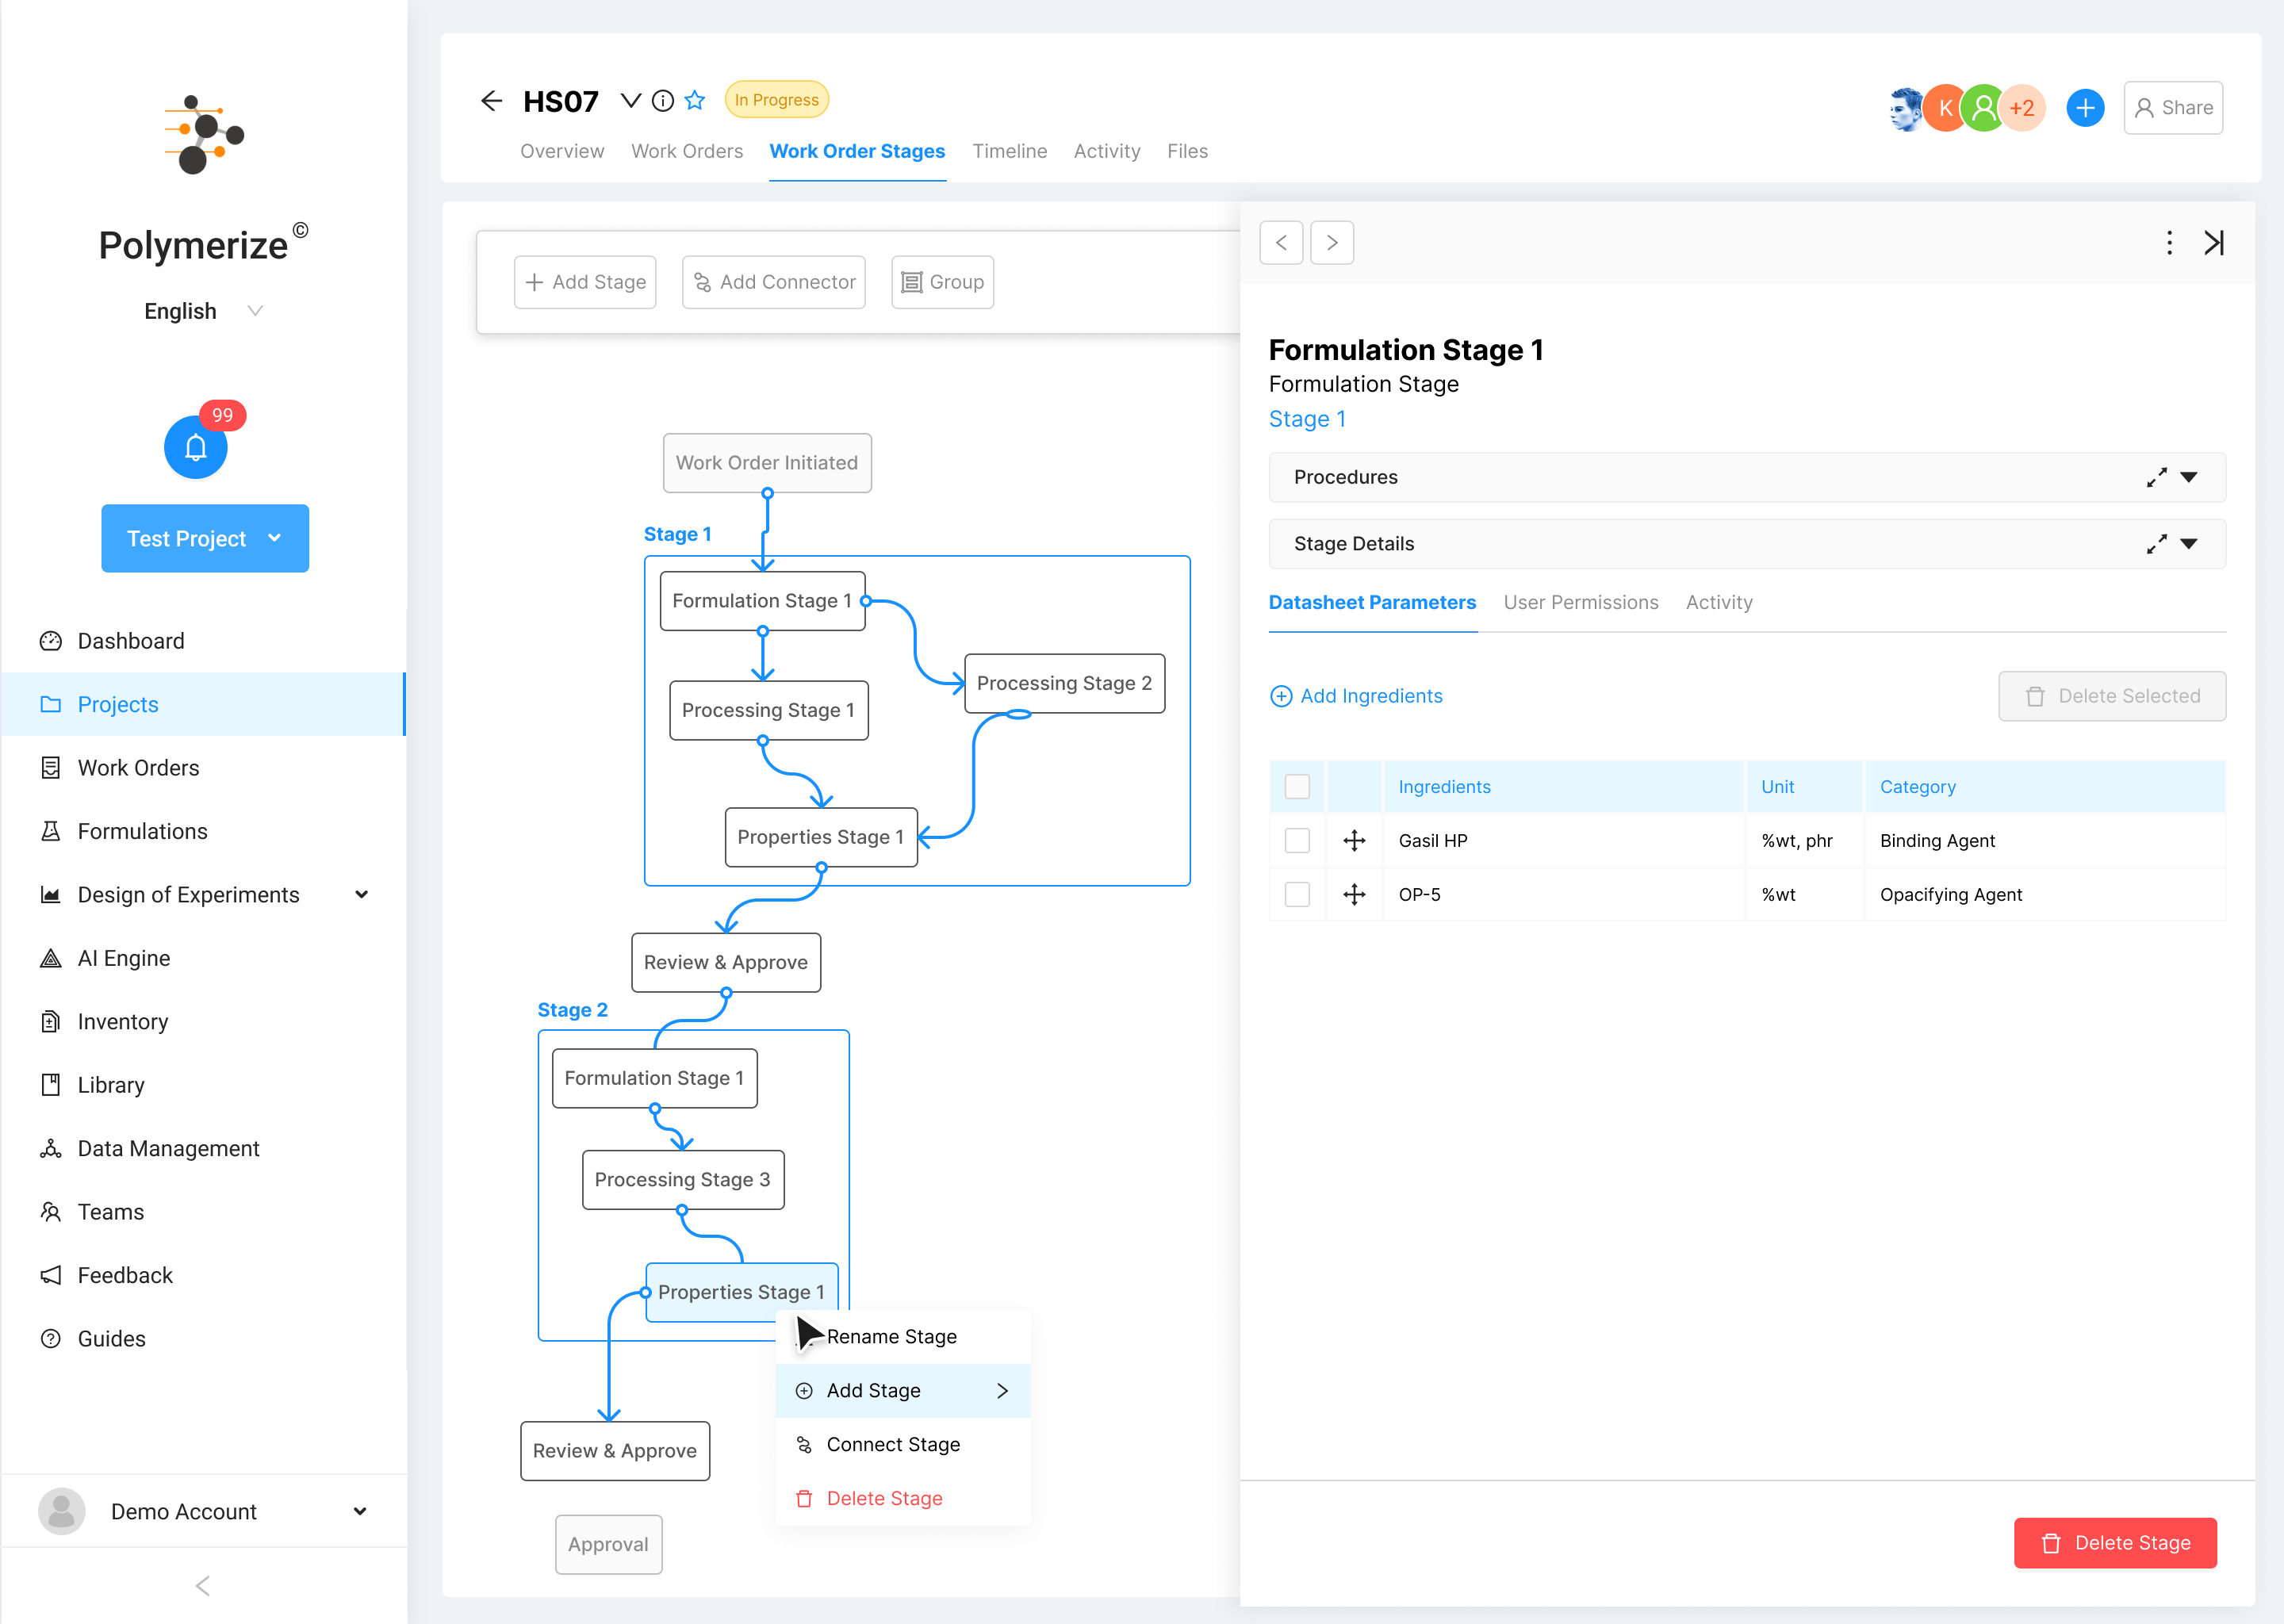 Polymerize ©
English
99
Test Project
Dashboard
Projects
Work Orders
Formulations
Design of Experiments
AI Engine
Inventory
Library
Data Management
Teams
Feedback
Guides
Demo Account
HS07
In Progress
K
+2
Share
Overview
Work Orders
Work Order Stages
Timeline
Activity
Files
Add Stage
Add Connector
Group
Work Order Initiated
Stage 1
Formulation Stage 1
Processing Stage 2
Processing Stage 1
Properties Stage 1
Review & Approve
Stage 2
Formulation Stage 1
Processing Stage 3
Properties Stage 1
Rename Stage
Add Stage
Connect Stage
Delete Stage
Review & Approve
Approval
Formulation Stage 1
Formulation Stage
Stage 1
Procedures
Stage Details
Datasheet Parameters
User Permissions
Activity
Add Ingredients
Delete Selected
Ingredients Unit Category
Gasil HP %wt, phr Binding Agent
OP-5 %wt Opacifying Agent
Delete Stage